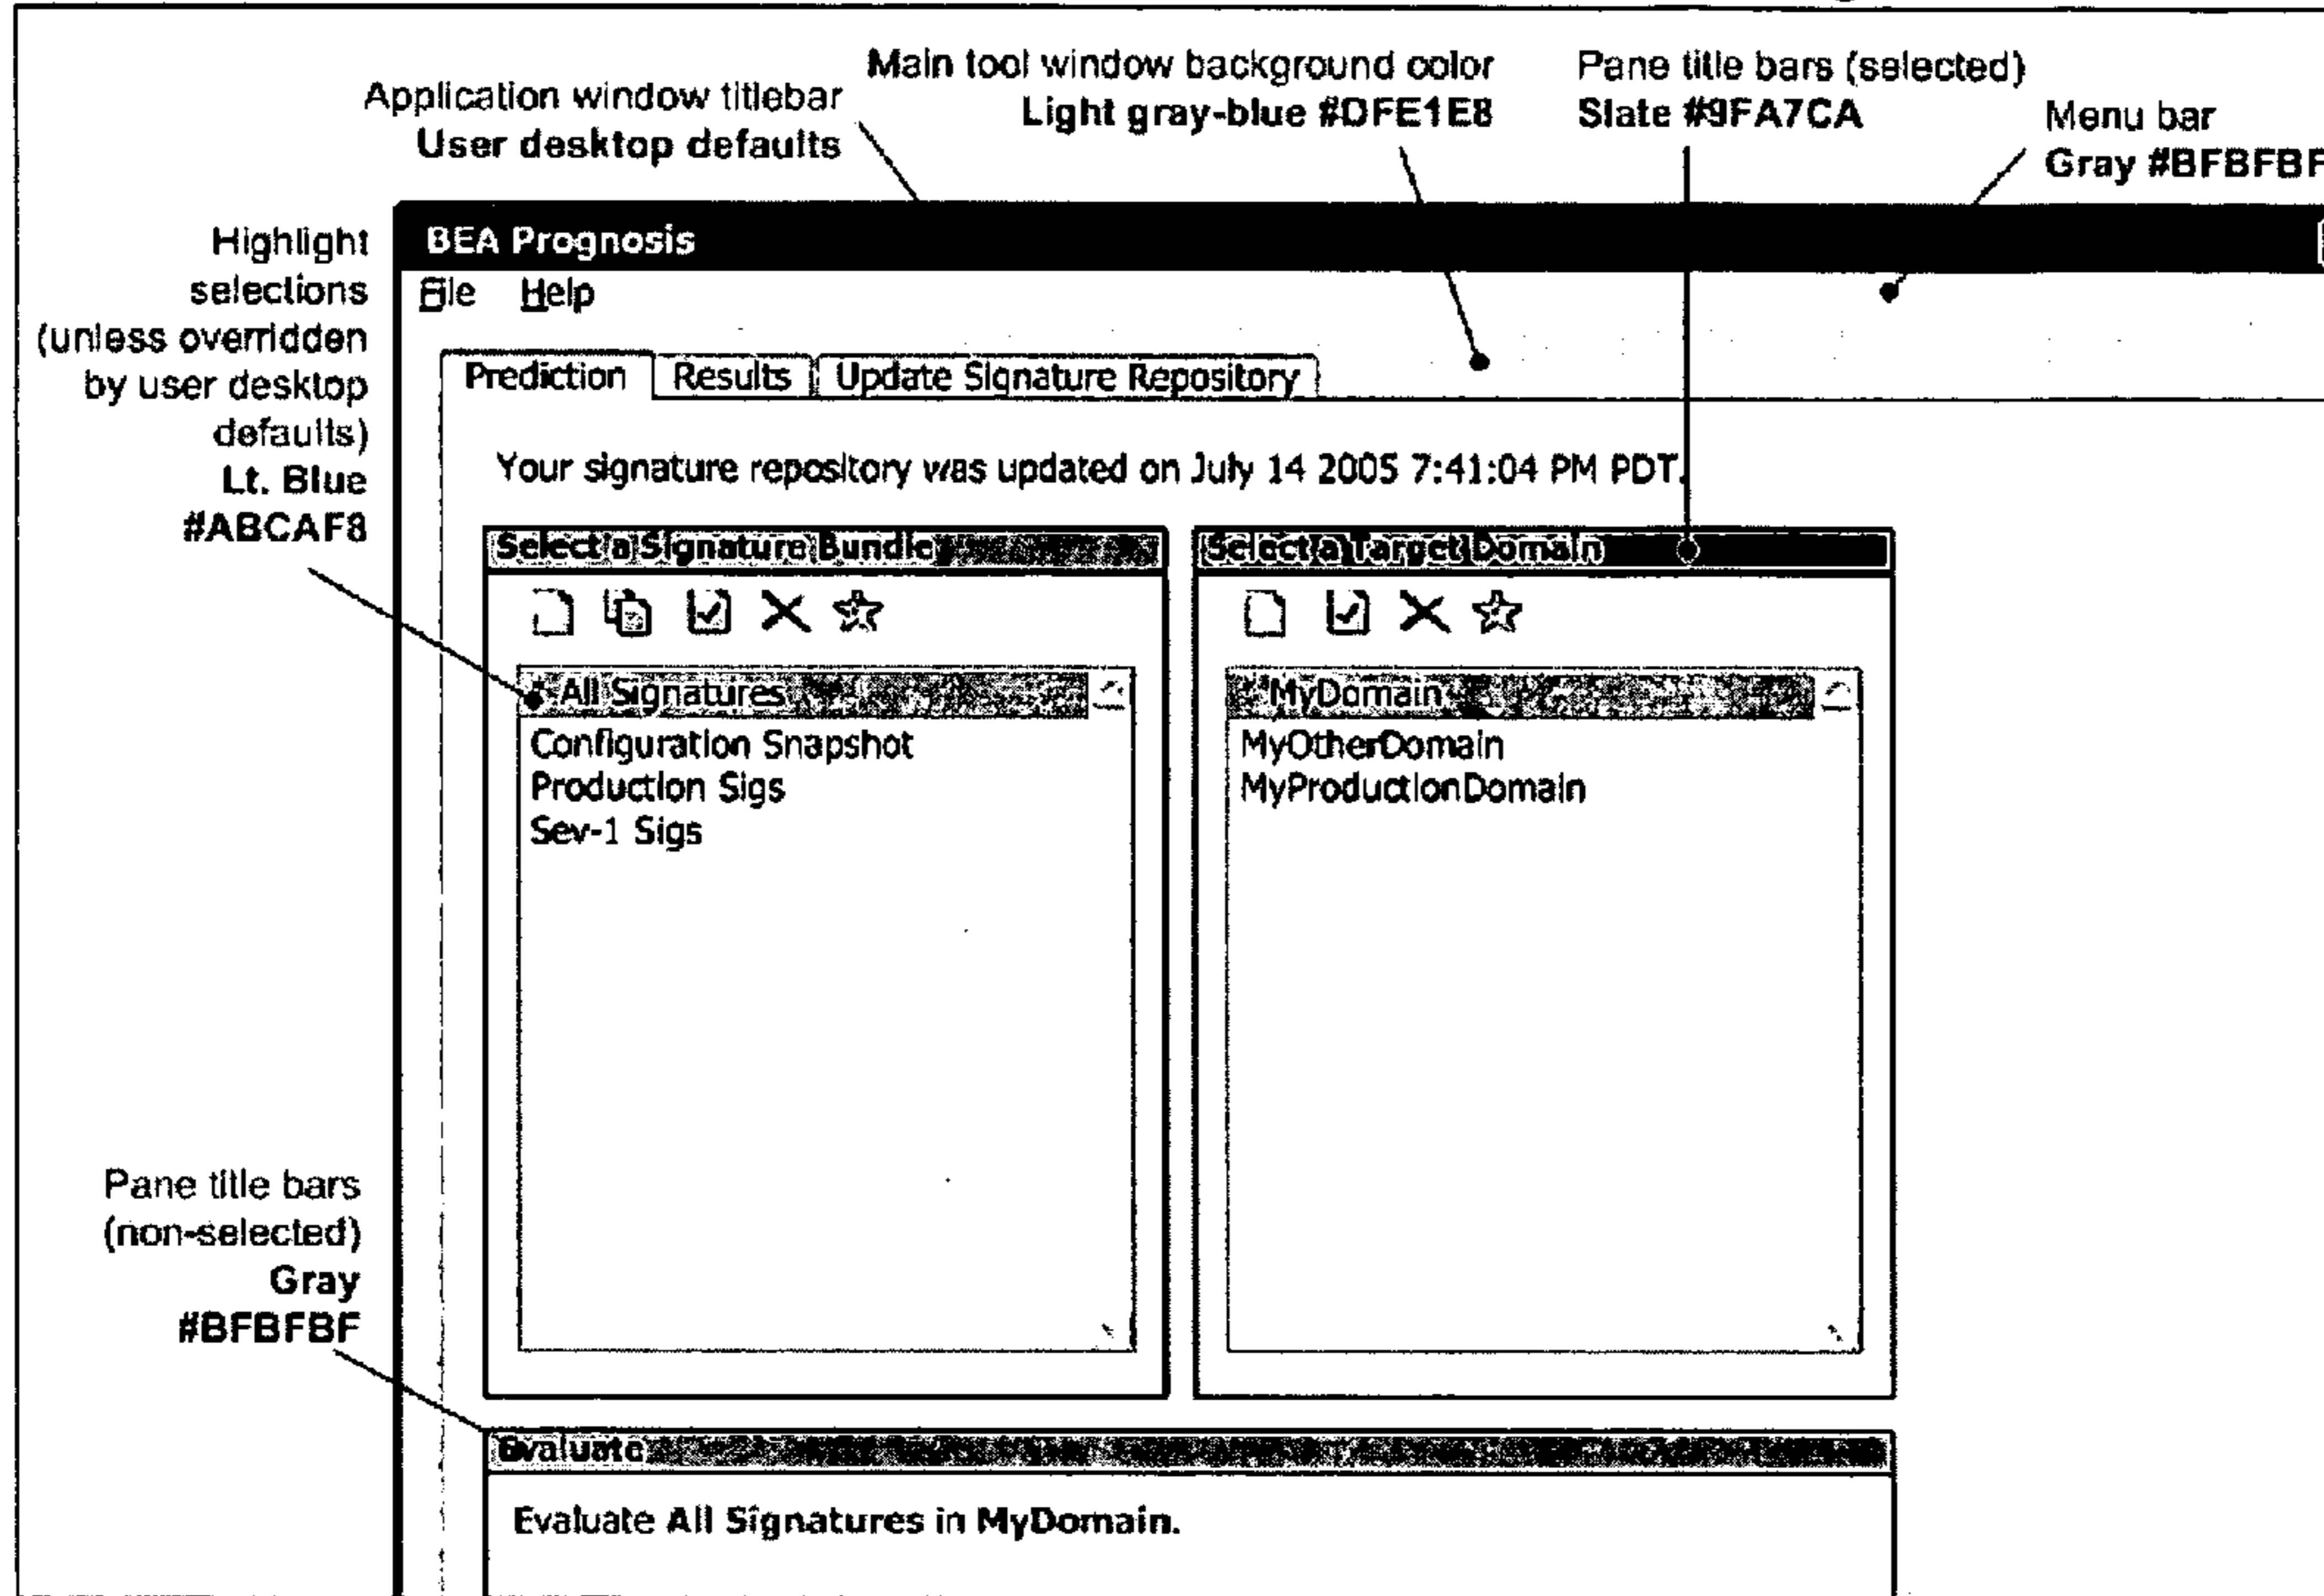 Main tool window background color
Light gray-blue #DFE1E8
Pane title bars (selected)
Slate #9FA7CA
Application window titlebar
User desktop defaults
Menu bar
Gray #BFBFBF
Highlight
selections
(unless overridden
by user desktop
defaults)
Lt. Blue
#ABCAF8
BEA Prognosis
File Help
Prediction Results Update Signature Repository
Your signature repository was updated on July 14 2005 7:41:04 PM PDT.
Select a Signature Bundle
Select a Target Domain
* All Signatures
Configuration Snapshot
Production Sigs
Sev-1 Sigs
* MyDomain
MyOtherDomain
MyProductionDomain
Pane title bars
(non-selected)
Gray
#BFBFBF
Evaluate
Evaluate All Signatures in MyDomain.